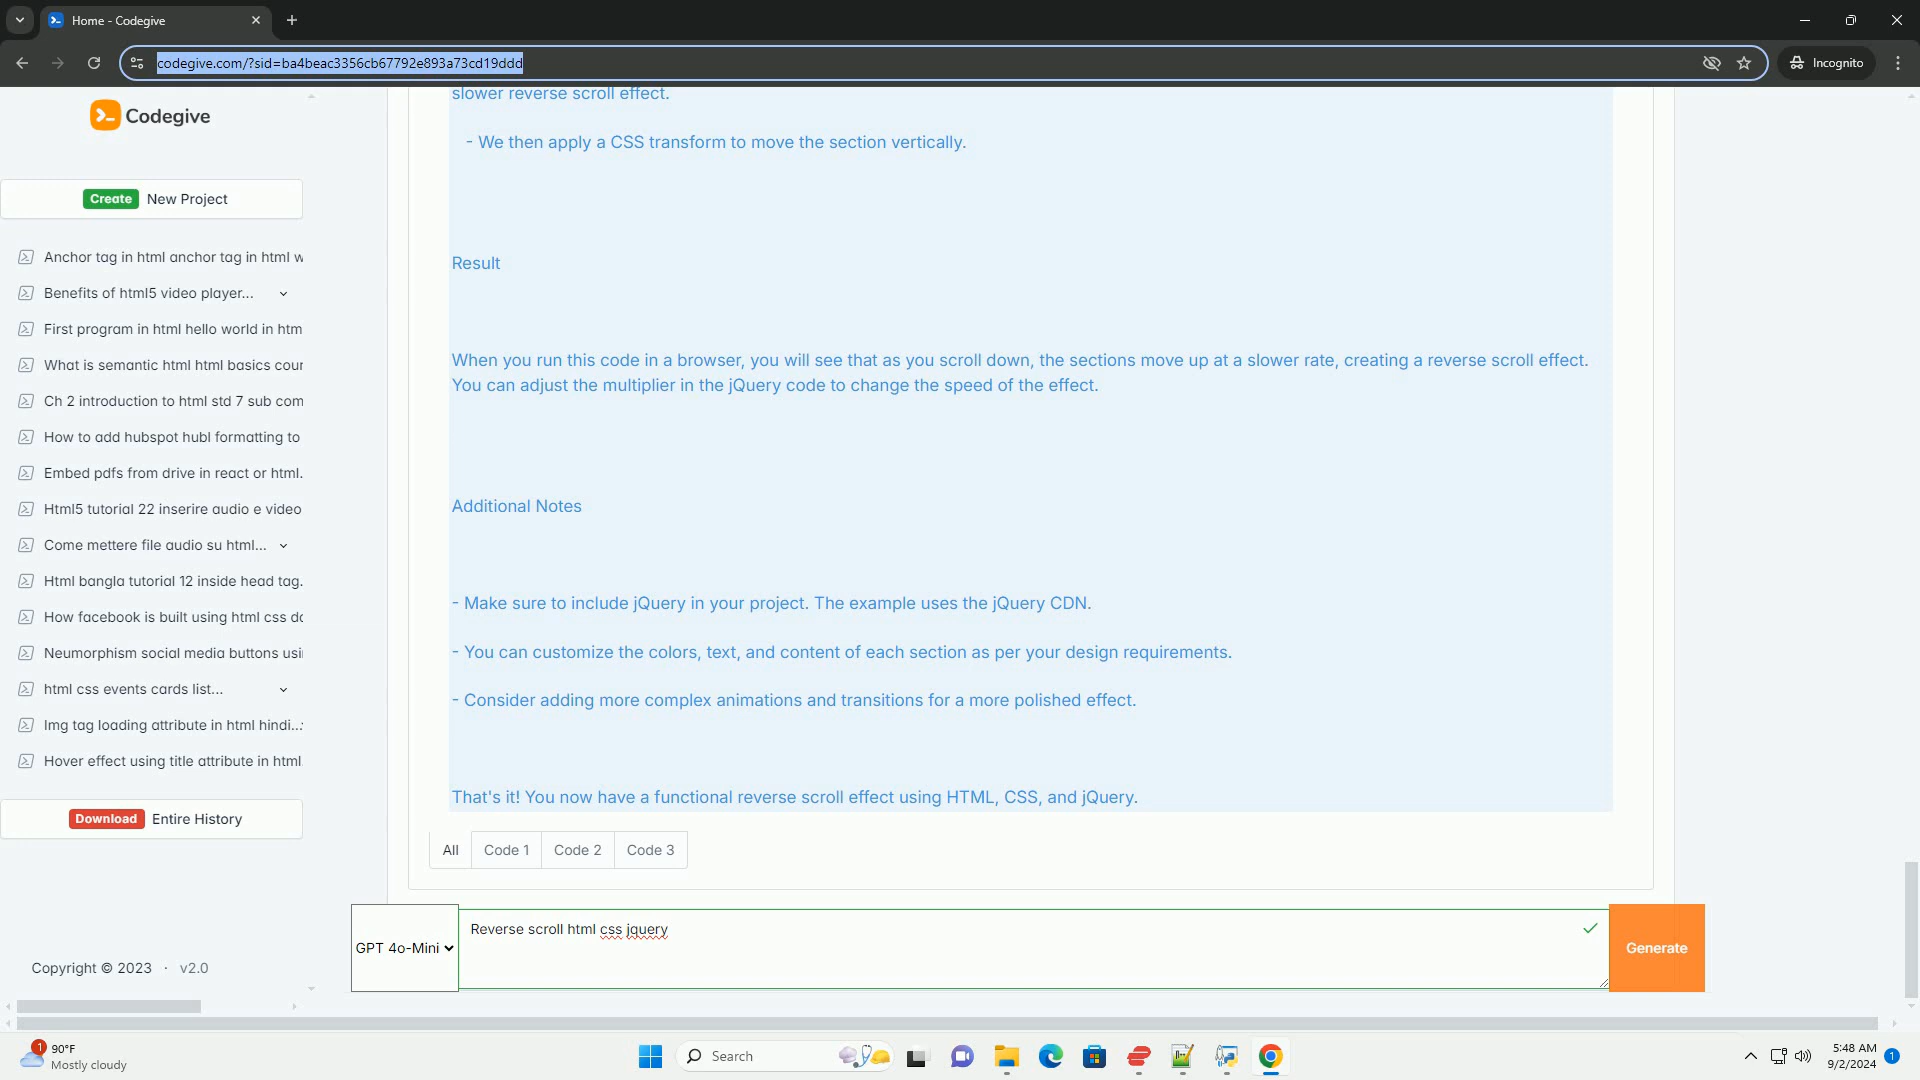 Home - Codegive
codegive.com/?sid=ba4beac3356cb67792e893a73cd19ddd
Incognito
Codegive
Create New Project
Anchor tag in html anchor tag in html w
Benefits of html5 video player...
First program in html hello world in htm
What is semantic html html basics cour
Ch 2 introduction to html std 7 sub com
How to add hubspot hubl formatting to
Embed pdfs from drive in react or html.
Html5 tutorial 22 inserire audio e video
Come mettere file audio su html...
Html bangla tutorial 12 inside head tag.
How facebook is built using html css do
Neumorphism social media buttons usi
html css events cards list...
Img tag loading attribute in html hindi...
Hover effect using title attribute in html
Download Entire History
Copyright © 2023 · v2.0
slower reverse scroll effect.
- We then apply a CSS transform to move the section vertically.
Result
When you run this code in a browser, you will see that as you scroll down, the sections move up at a slower rate, creating a reverse scroll effect.
You can adjust the multiplier in the jQuery code to change the speed of the effect.
Additional Notes
- Make sure to include jQuery in your project. The example uses the jQuery CDN.
- You can customize the colors, text, and content of each section as per your design requirements.
- Consider adding more complex animations and transitions for a more polished effect.
That's it! You now have a functional reverse scroll effect using HTML, CSS, and jQuery.
All Code 1 Code 2 Code 3
GPT 4o-Mini
Reverse scroll html css jquery
Generate
1
90°F
Mostly cloudy
Search
5:48 AM
9/2/2024
1